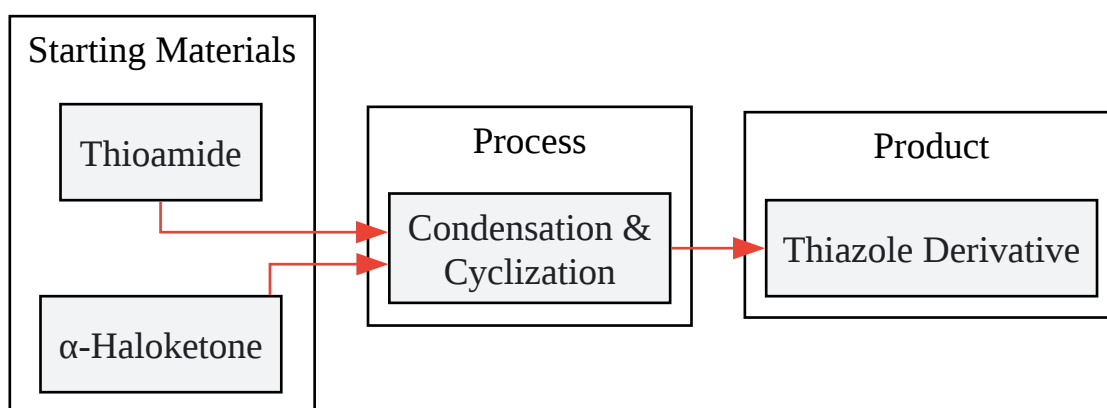 Starting Materials
Thioamide
α-Haloketone
Process
Condensation &
Cyclization
Product
Thiazole Derivative